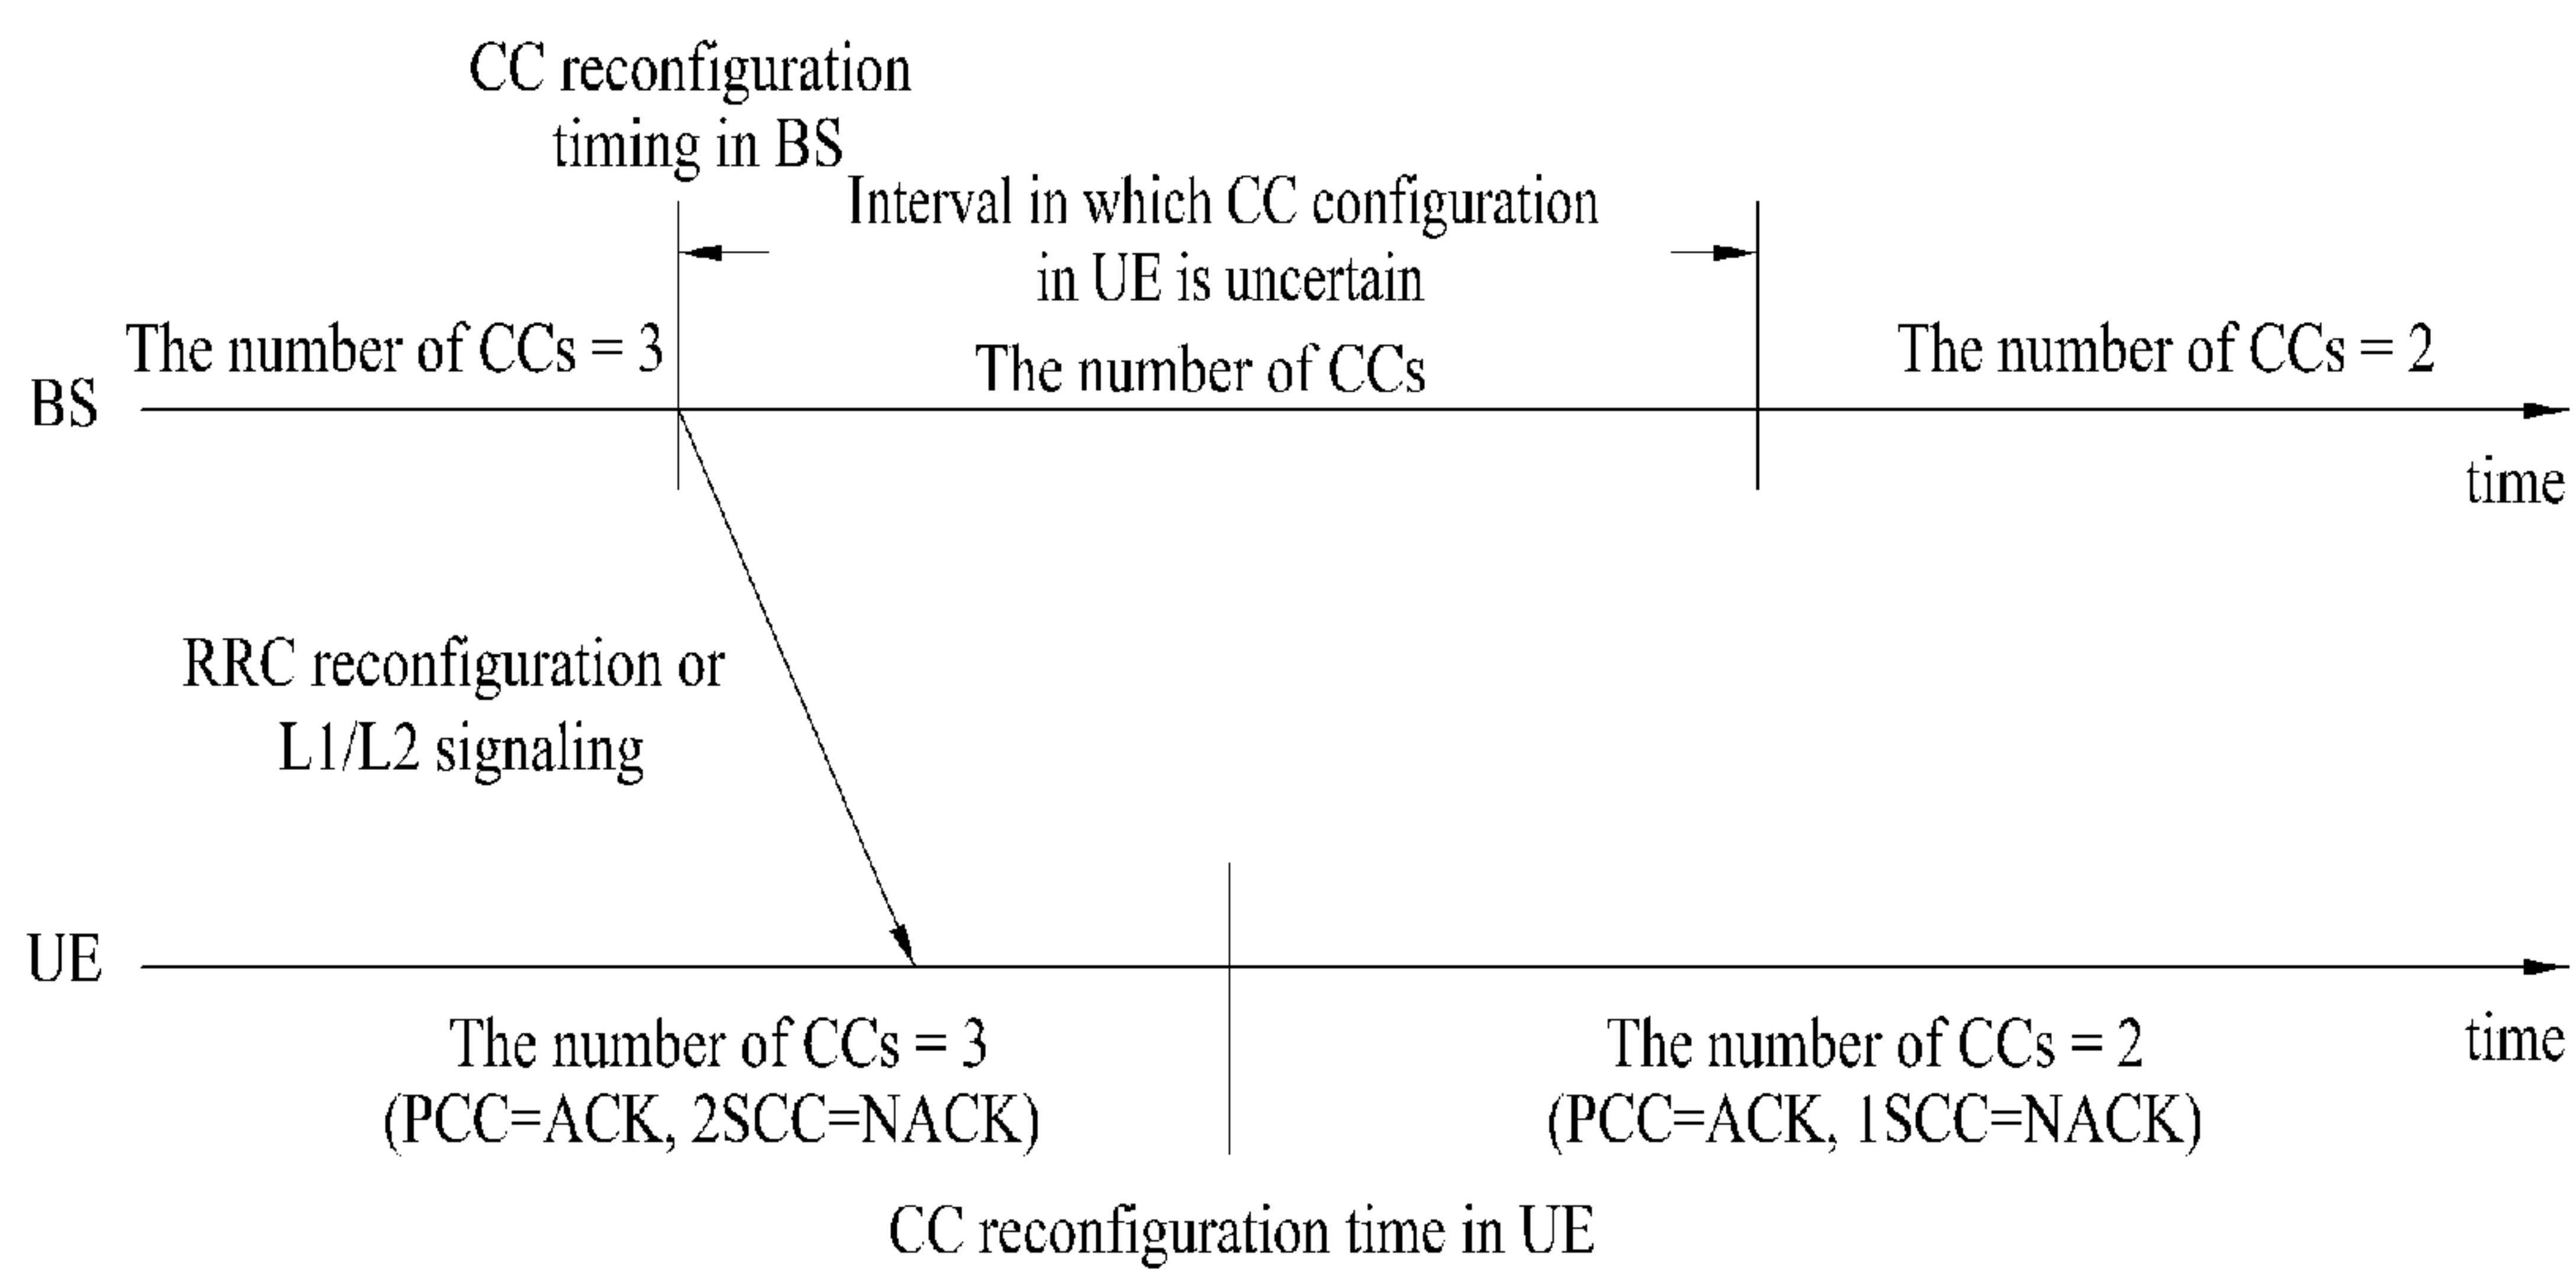 CC reconfiguration
timing in BS
Interval in which CC configuration
in UE is uncertain
The number of CCs = 3
The number of CCs
The number of CCs = 2
BS
time
RRC reconfiguration or
L1/L2 signaling
UE
The number of CCs = 3
(PCC=ACK, 2SCC=NACK)
The number of CCs = 2
(PCC=ACK, 1SCC=NACK)
time
CC reconfiguration time in UE